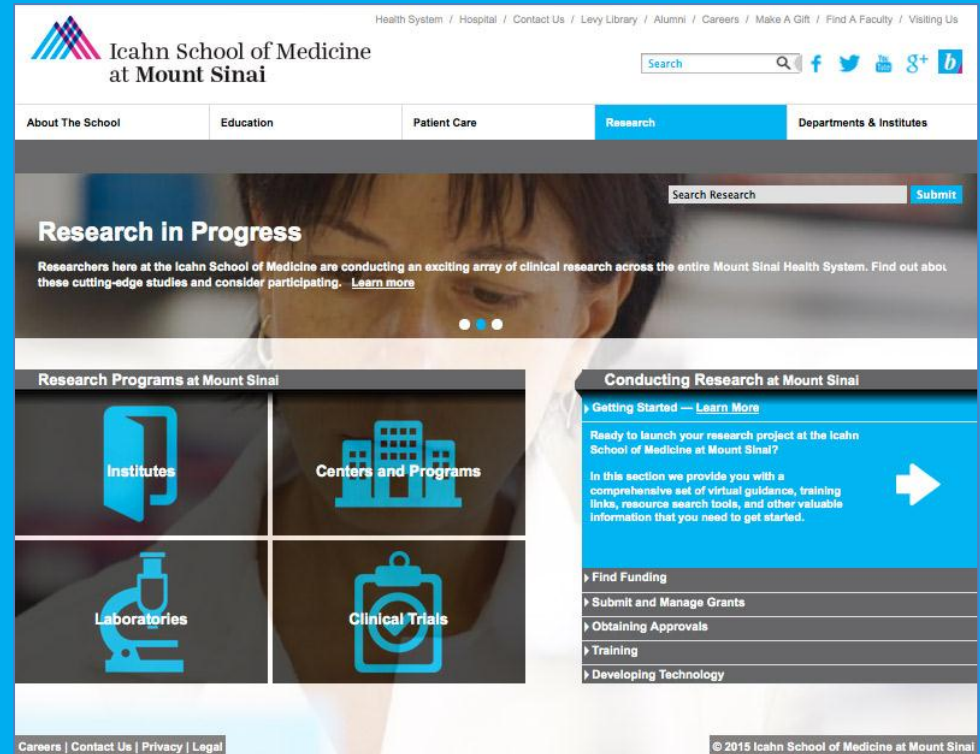 Health System / Hospital / Contact Us / Levy Library / Alumni / Careers / Make A Gift / Find A Faculty / Visiting Us
Icahn School of Medicine
at Mount Sinai
Search
f
You Tube
g+
b
About The School
Education
Patient Care
Research
Departments & Institutes
Search Research
Submit
Research in Progress
Researchers here at the Icahn School of Medicine are conducting an exciting array of clinical research across the entire Mount Sinai Health System. Find out abou
these cutting-edge studies and consider participating. Learn more
Research Programs at Mount Sinai
Institutes
Centers and Programs
Laboratories
Clinical Trials
Conducting Research at Mount Sinai
Getting Started — Learn More
Ready to launch your research project at the Icahn
School of Medicine at Mount Sinai?
In this section we provide you with a
comprehensive set of virtual guidance, training
links, resource search tools, and other valuable
information that you need to get started.
Find Funding
Submit and Manage Grants
Obtaining Approvals
Training
Developing Technology
Careers | Contact Us | Privacy | Legal
© 2015 Icahn School of Medicine at Mount Sinai